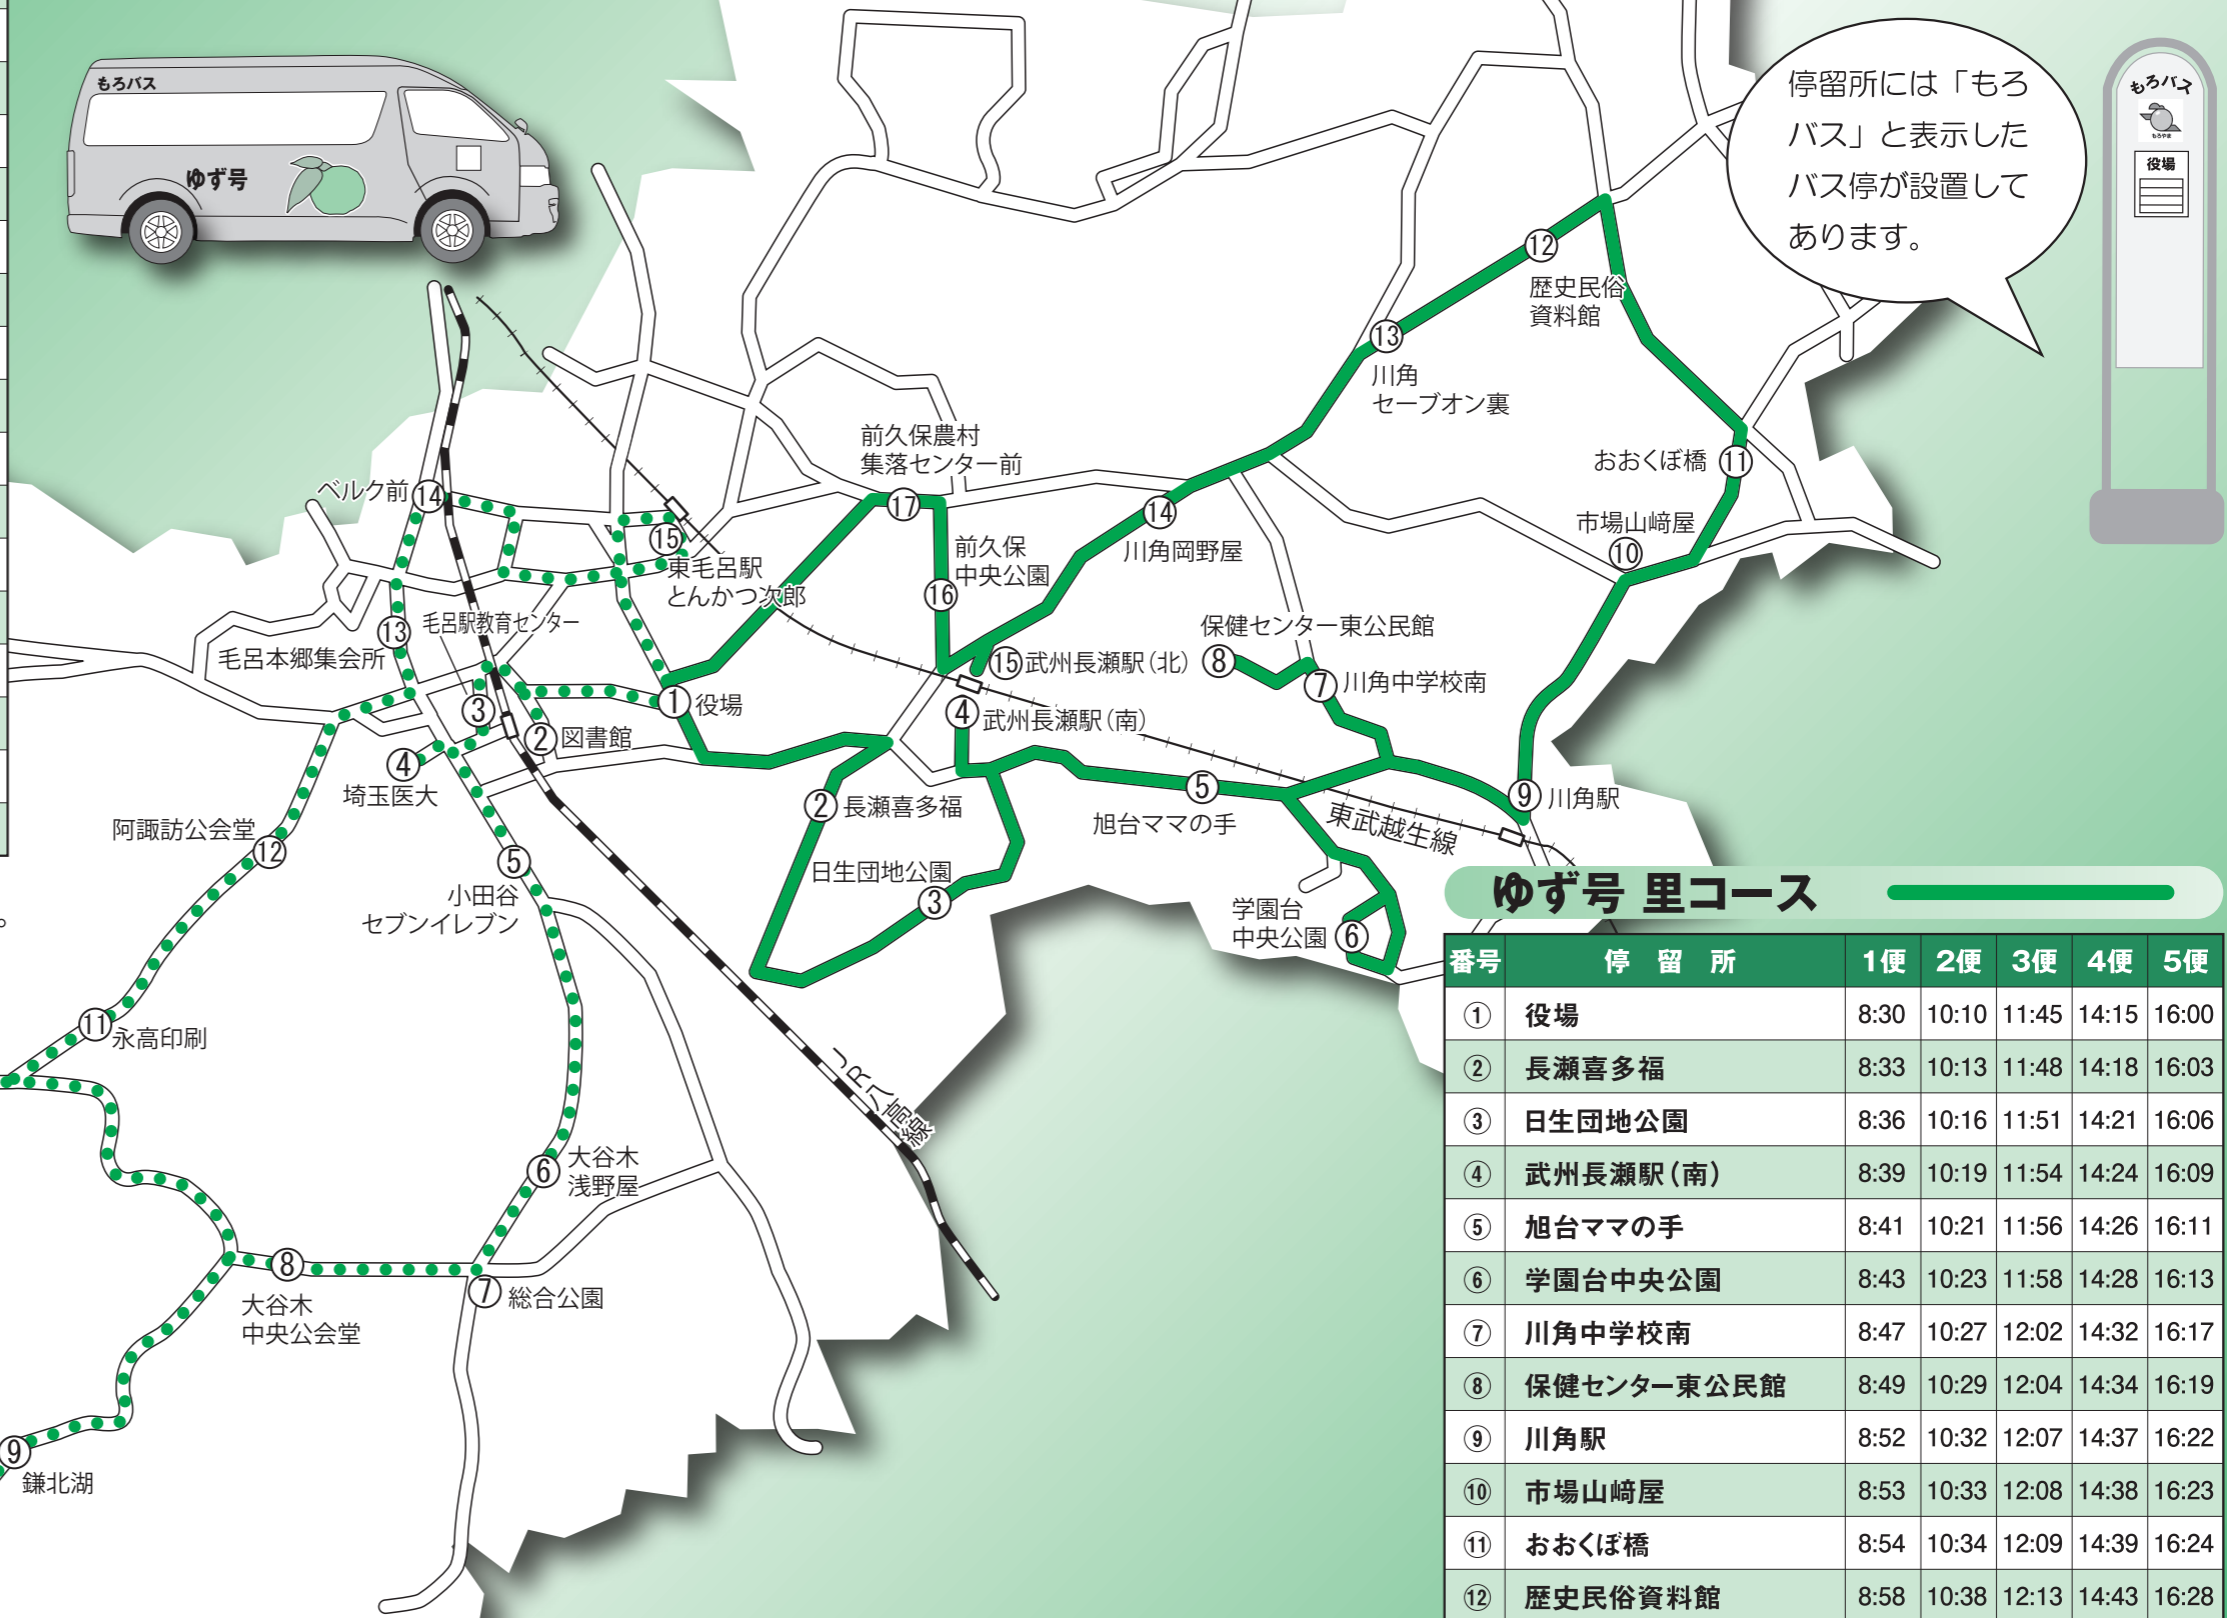 もろバス
ゆず号
停留所には「もろ
バス」と表示した
バス停が設置して
あります。
もろバス
もろやま
役場
⑫
歴史民俗
資料館
⑬
川角
セーブオン裏
前久保農村
集落センター前
⑰
おおくぼ橋
⑪
ベルク前
⑭
⑭
川角岡野屋
市場山﨑屋
⑩
⑮
東毛呂駅
とんかつ次郎
前久保
中央公園
⑯
⑬
毛呂本郷集会所
毛呂駅教育センター
保健センター東公民館
⑧
⑮
武州長瀬駅(北)
⑦
川角中学校南
①
役場
③
②
図書館
④
武州長瀬駅(南)
④
埼玉医大
②
長瀬喜多福
⑤
旭台ママの手
東武越生線
⑨
川角駅
阿諏訪公会堂
⑫
⑤
小田谷
セブンイレブン
日生団地公園
③
学園台
中央公園
⑥
。
⑪
永高印刷
JR八高線
⑥
大谷木
浅野屋
⑧
大谷木
中央公会堂
⑦
総合公園
⑨
鎌北湖
ゆず号 里コース
番号 停留所 1便 2便 3便 4便 5便
① 役場 8:30 10:10 11:45 14:15 16:00
② 長瀬喜多福 8:33 10:13 11:48 14:18 16:03
③ 日生団地公園 8:36 10:16 11:51 14:21 16:06
④ 武州長瀬駅(南) 8:39 10:19 11:54 14:24 16:09
⑤ 旭台ママの手 8:41 10:21 11:56 14:26 16:11
⑥ 学園台中央公園 8:43 10:23 11:58 14:28 16:13
⑦ 川角中学校南 8:47 10:27 12:02 14:32 16:17
⑧ 保健センター東公民館 8:49 10:29 12:04 14:34 16:19
⑨ 川角駅 8:52 10:32 12:07 14:37 16:22
⑩ 市場山﨑屋 8:53 10:33 12:08 14:38 16:23
⑪ おおくぼ橋 8:54 10:34 12:09 14:39 16:24
⑫ 歴史民俗資料館 8:58 10:38 12:13 14:43 16:28